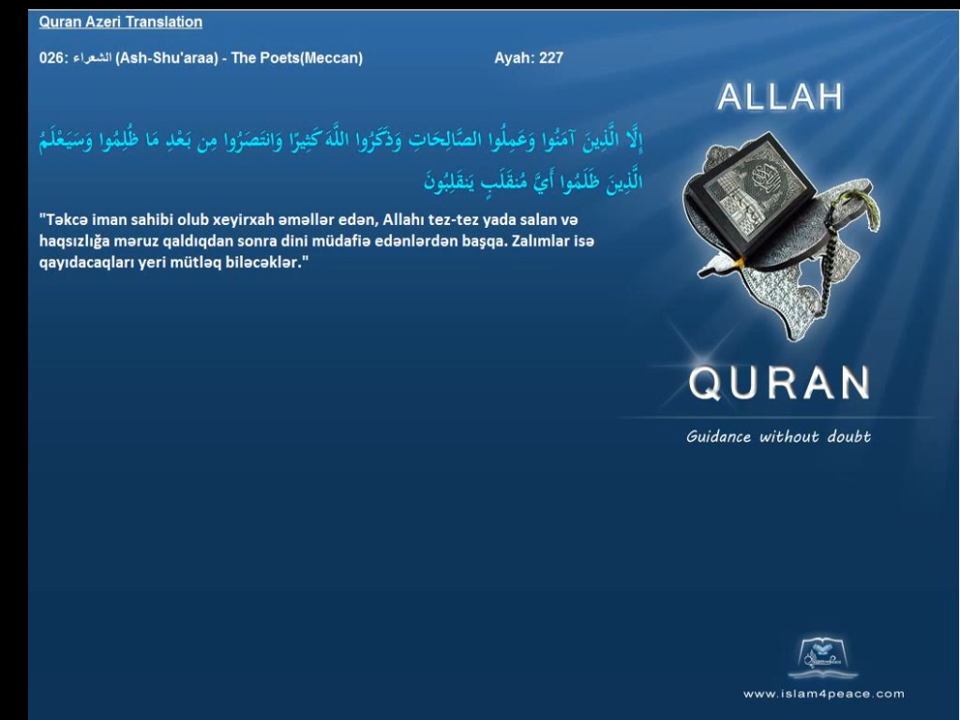 Quran Azeri Translation
026: الشعراء (Ash-Shu'araa) - The Poets(Meccan) Ayah: 227
ALLAH
إِلَّا الَّذِينَ آمَنُوا وَعَمِلُوا الصَّالِحَاتِ وَذَكَرُوا اللَّهَ كَثِيرًا وَانتَصَرُوا مِن بَعْدِ مَا ظُلِمُوا وَسَيَعْلَمُ
الَّذِينَ ظَلَمُوا أَيَّ مُنقَلَبٍ يَنقَلِبُونَ
"Təkcə iman sahibi olub xeyirxah əməllər edən, Allahı tez-tez yada salan və
haqsızlığa məruz qaldıqdan sonra dini müdafiə edənlərdən başqa. Zalımlar isə
qayıdacaqları yeri mütləq biləcəklər."
QURAN
Guidance without doubt
www.islam4peace.com